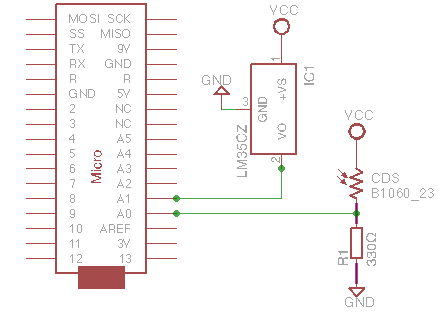 MOSI SCK
SS MISO
TX 9V
RX GND
R R
GND 5V
2 NC
3 NC
4 A5
5 A4
6 A3
7 A2
8 A1
9 A0
10 AREF
11 3V
12 13
Micro
VCC
1
IC1
GND
3
GND
+VS
VO
LM35CZ
2
VCC
CDS
B1060_23
R1
330Ω
GND